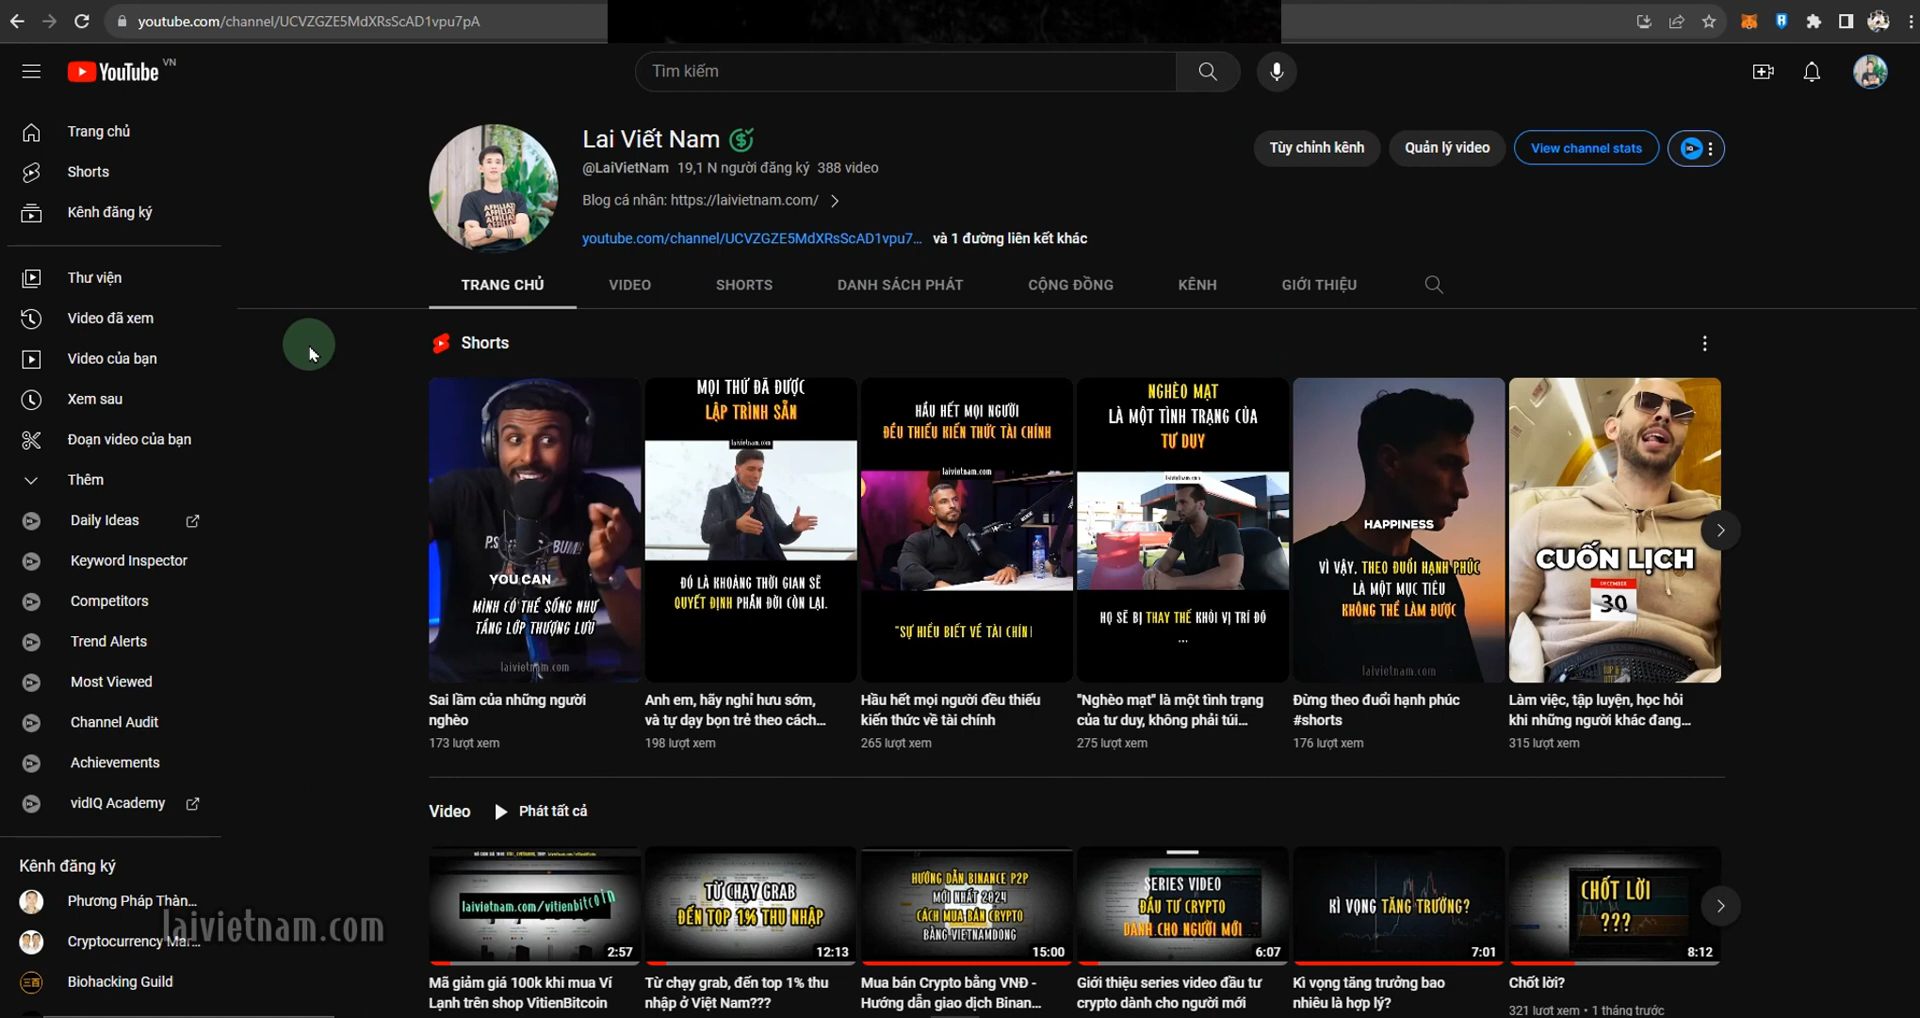 youtube.com/channel/UCVZGZE5MdXRsScAD1vpu7pA
YouTube VN
Tìm kiếm
Trang chủ
Shorts
Kênh đăng ký
Thư viện
Video đã xem
Video của bạn
Xem sau
Đoạn video của bạn
Thêm
Daily Ideas
Keyword Inspector
Competitors
Trend Alerts
Most Viewed
Channel Audit
Achievements
vidIQ Academy
Kênh đăng ký
Phương Pháp Thàn...
Cryptocurrency Mar...
Biohacking Guild
laivietnam.com
Lai Viết Nam
@LaiVietNam 19,1 N người đăng ký 388 video
Blog cá nhân: https://laivietnam.com/
youtube.com/channel/UCVZGZE5MdXRsScAD1vpu7... và 1 đường liên kết khác
Tùy chỉnh kênh
Quản lý video
View channel stats
TRANG CHỦ VIDEO SHORTS DANH SÁCH PHÁT CỘNG ĐỒNG KÊNH GIỚI THIỆU
Shorts
YOU CAN
MÌNH CÓ THỂ SỐNG NHƯ
TẦNG LỚP THƯỢNG LƯU
laivietnam.com
MỌI THỨ ĐÃ ĐƯỢC
LẬP TRÌNH SẴN
laivietnam.com
ĐÓ LÀ KHOẢNG THỜI GIAN SẼ
QUYẾT ĐỊNH PHẦN ĐỜI CÒN LẠI.
HẦU HẾT MỌI NGƯỜI
ĐỀU THIẾU KIẾN THỨC TÀI CHÍNH
laivietnam.com
"SỰ HIỂU BIẾT VỀ TÀI CHÍN
NGHÈO MẠT
LÀ MỘT TÌNH TRẠNG CỦA
TƯ DUY
laivietnam.com
HỌ SẼ BỊ THAY THẾ KHỎI VỊ TRÍ ĐÓ
...
HAPPINESS
VÌ VẬY, THEO ĐUỔI HẠNH PHÚC
LÀ MỘT MỤC TIÊU
KHÔNG THỂ LÀM ĐƯỢC
laivietnam.com
CUỐN LỊCH
DECEMBER
30
Sai lầm của những người
nghèo
173 lượt xem
Anh em, hãy nghỉ hưu sớm,
và tự dạy bọn trẻ theo cách...
198 lượt xem
Hầu hết mọi người đều thiếu
kiến thức về tài chính
265 lượt xem
"Nghèo mạt" là một tình trạng
của tư duy, không phải túi...
275 lượt xem
Đừng theo đuổi hạnh phúc
#shorts
176 lượt xem
Làm việc, tập luyện, học hỏi
khi những người khác đang...
315 lượt xem
Video Phát tất cả
laivietnam.com/vitienbitcoin
2:57
TỪ CHẠY GRAB
ĐẾN TOP 1% THU NHẬP
12:13
HƯỚNG DẪN BINANCE P2P
MỚI NHẤT 2024
CÁCH MUA BÁN CRYPTO
BẰNG VIETNAMDONG
15:00
SERIES VIDEO
ĐẦU TƯ CRYPTO
DÀNH CHO NGƯỜI MỚI
6:07
KÌ VỌNG TĂNG TRƯỞNG?
7:01
CHỐT LỜI
???
8:12
Mã giảm giá 100k khi mua Ví
Lạnh trên shop VitienBitcoin
Từ chạy grab, đến top 1% thu
nhập ở Việt Nam???
Mua bán Crypto bằng VNĐ -
Hướng dẫn giao dịch Binan...
Giới thiệu series video đầu tư
crypto dành cho người mới
Kì vọng tăng trưởng bao
nhiêu là hợp lý?
Chốt lời?
321 lượt xem • 1 tháng trước